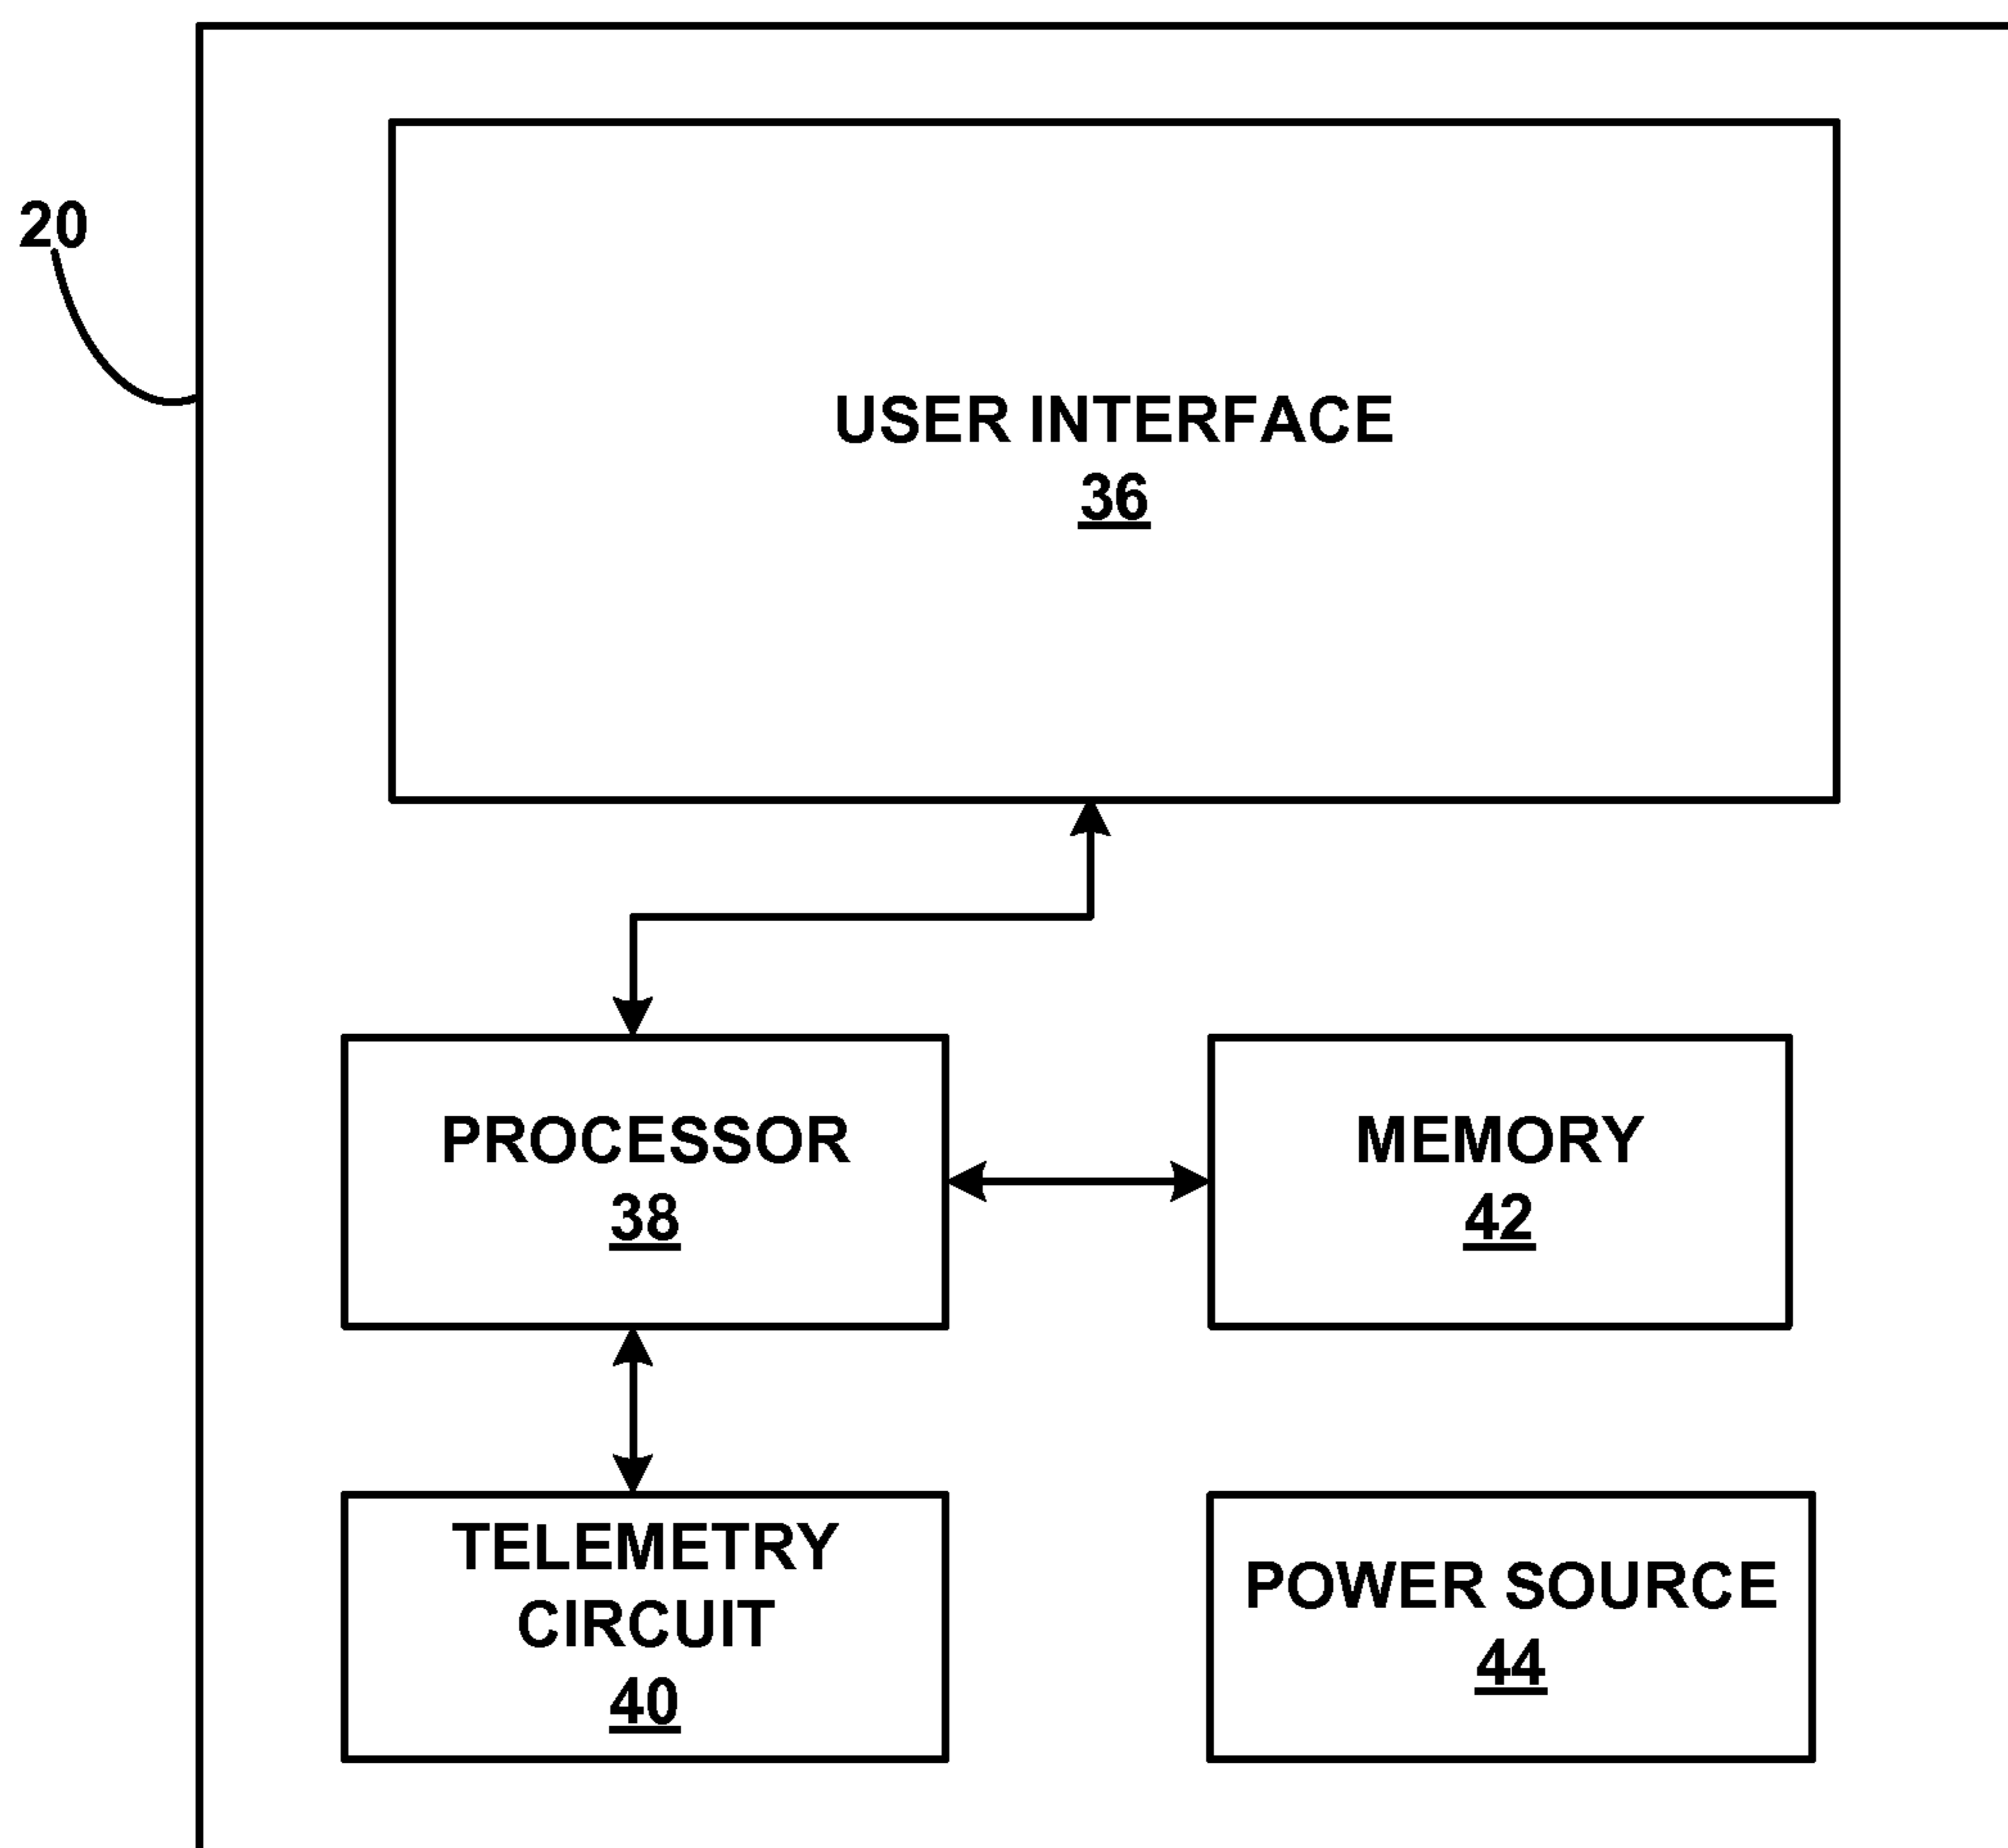 20
USER INTERFACE
36
PROCESSOR
38
MEMORY
42
TELEMETRY
CIRCUIT
40
POWER SOURCE
44